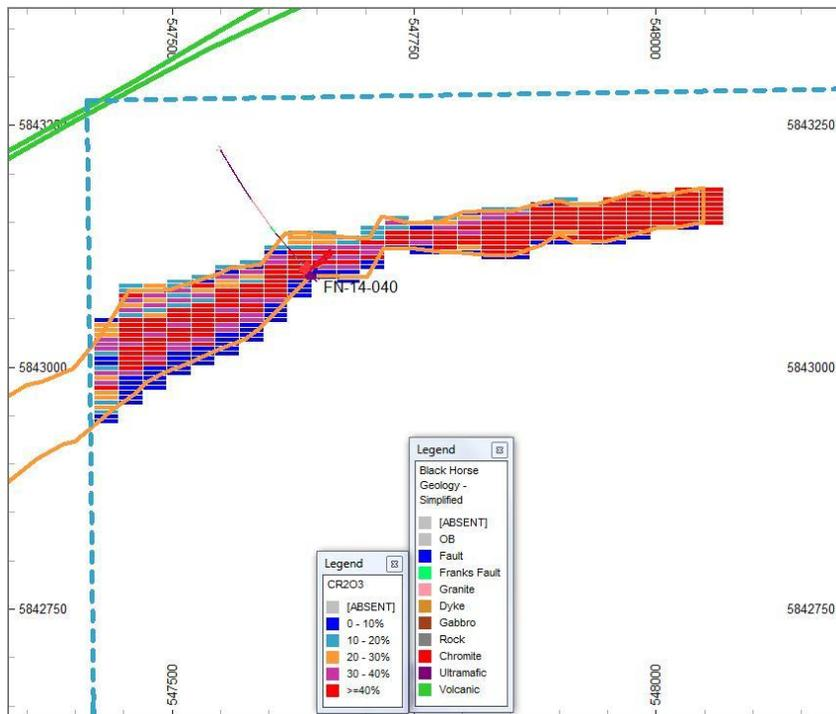 547500
547750
548000
5843250
5843250
FN-14-040
5843000
5843000
Legend
Black Horse
Geology -
Simplified
[ABSENT]
OB
Fault
Franks Fault
Granite
Dyke
Gabbro
Rock
Chromite
Ultramafic
Volcanic
Legend
CR2O3
[ABSENT]
0 - 10%
10 - 20%
20 - 30%
30 - 40%
>=40%
5842750
5842750
547500
548000